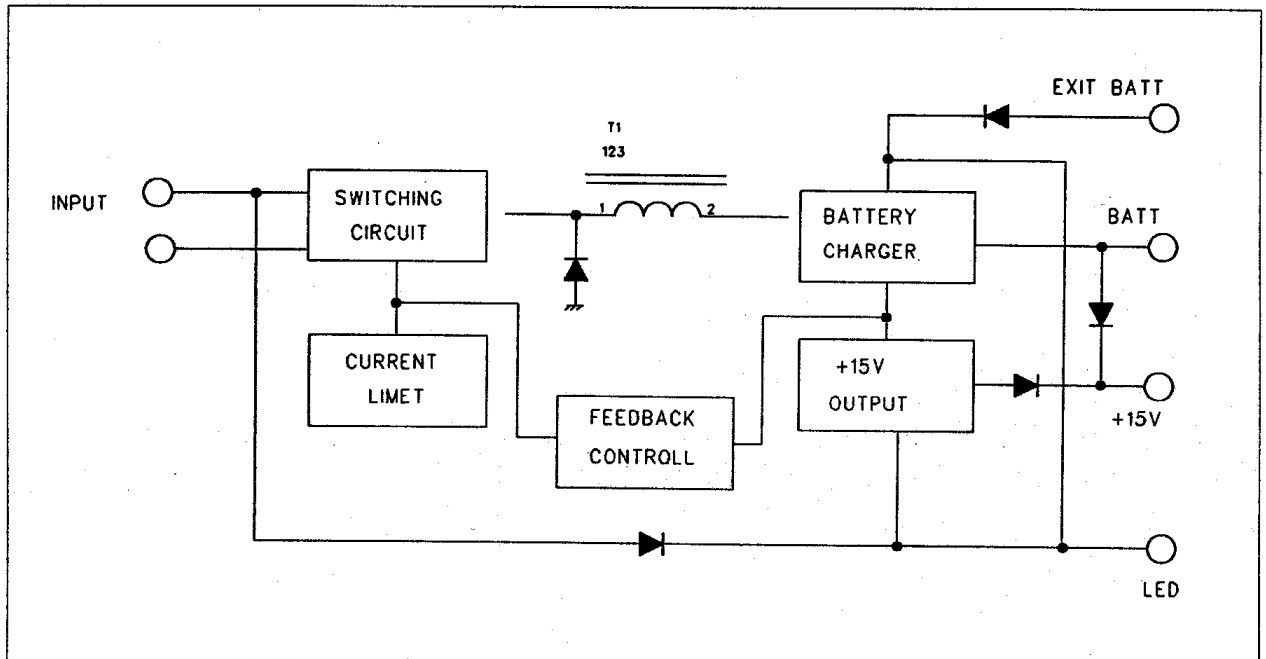 EXIT BATT
T1
123
INPUT
SWITCHING
CIRCUIT
1
2
BATTERY
CHARGER
BATT
CURRENT
LIMET
+15V
OUTPUT
+15V
FEEDBACK
CONTROLL
LED